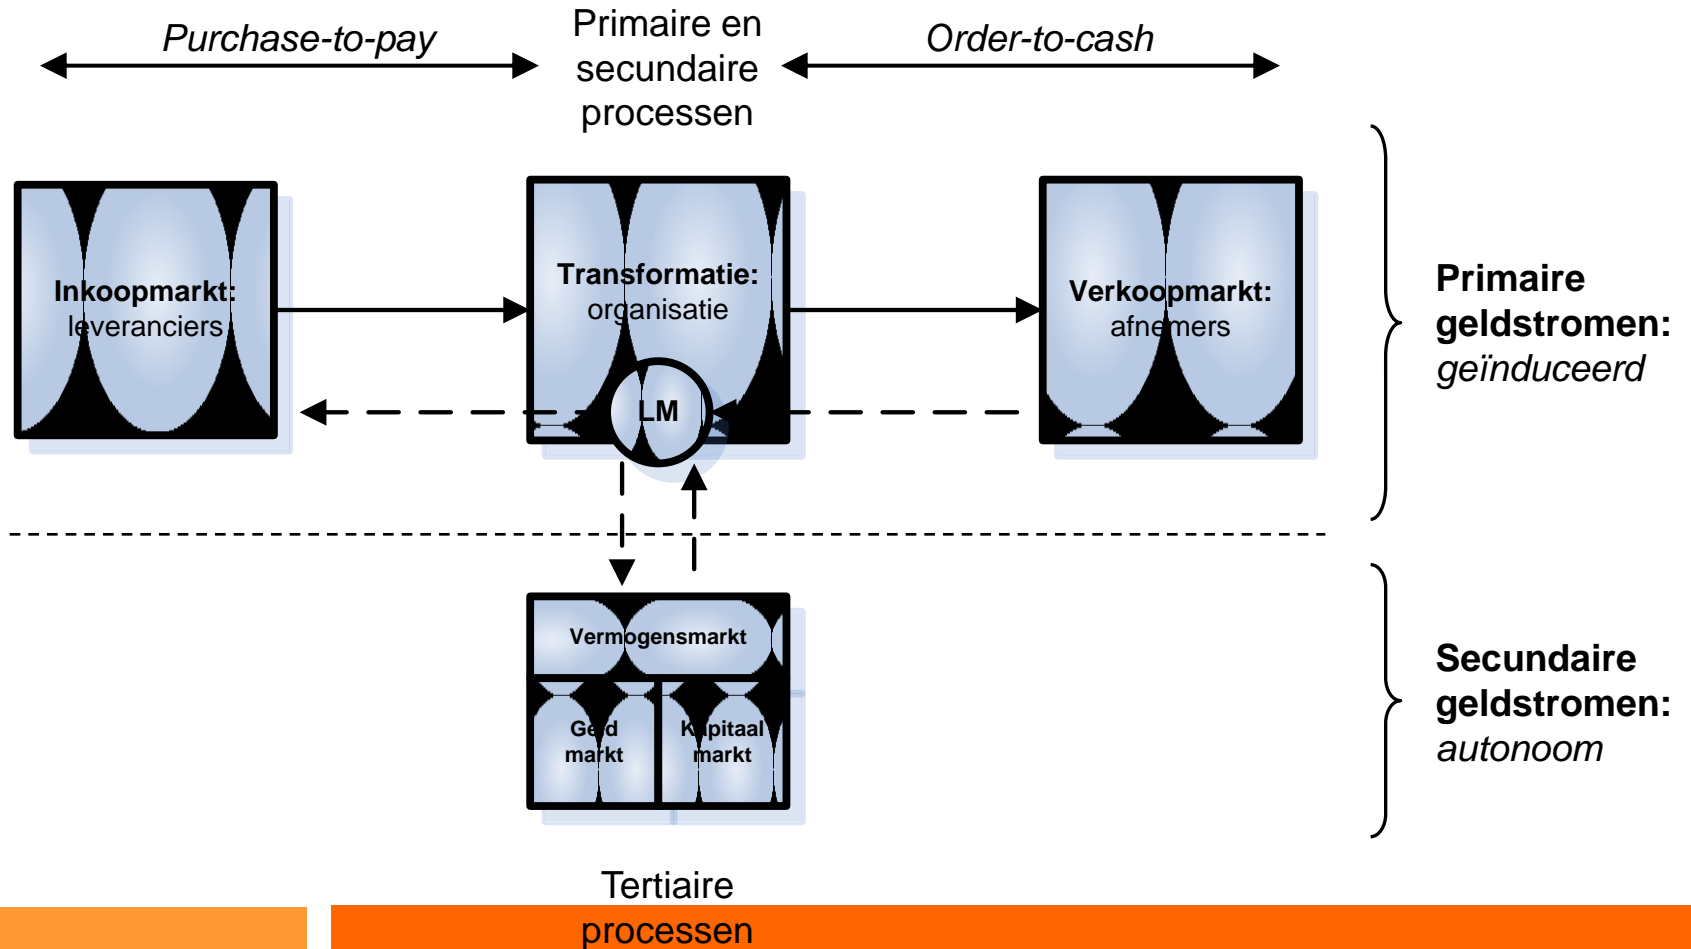 Purchase-to-pay
Primaire en
secundaire
processen
Order-to-cash
Inkoopmarkt:
leveranciers
Transformatie:
organisatie
Verkoopmarkt:
afnemers
LM
Primaire
geldstromen:
geïnduceerd
Vermogensmarkt
Geld
markt
Kapitaal
markt
Secundaire
geldstromen:
autonoom
Tertiaire
processen